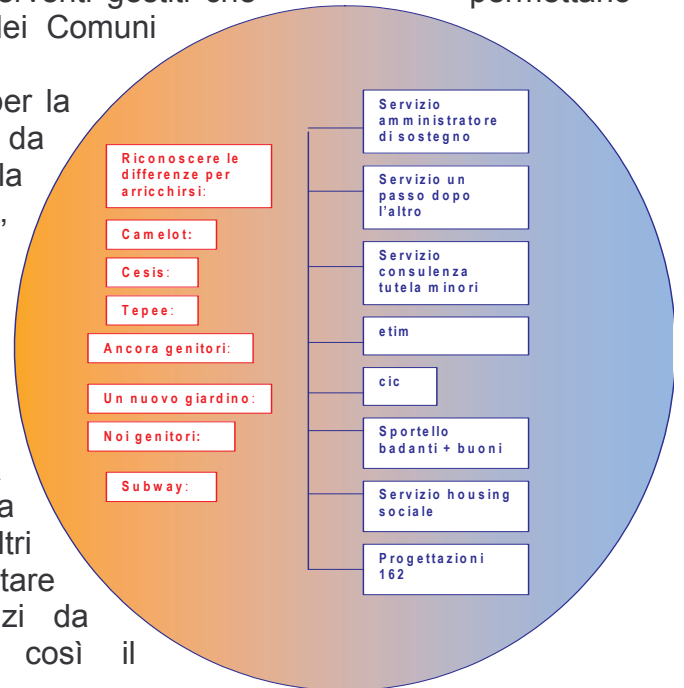 permettano
dei Comuni
per la
da
la
,
Riconoscere le
differenze per
arricchirsi:
Camelot:
Cesis:
Tepee:
Ancora genitori:
Un nuovo giardino:
Noi genitori:
Subway:
Servizio
amministratore
di sostegno
Servizio un
passo dopo
l'altro
Servizio
consulenza
tutela minori
etim
cic
Sportello
badanti + buoni
Servizio housing
sociale
Progettazioni
162
a
ltri
tare
zi da
così il